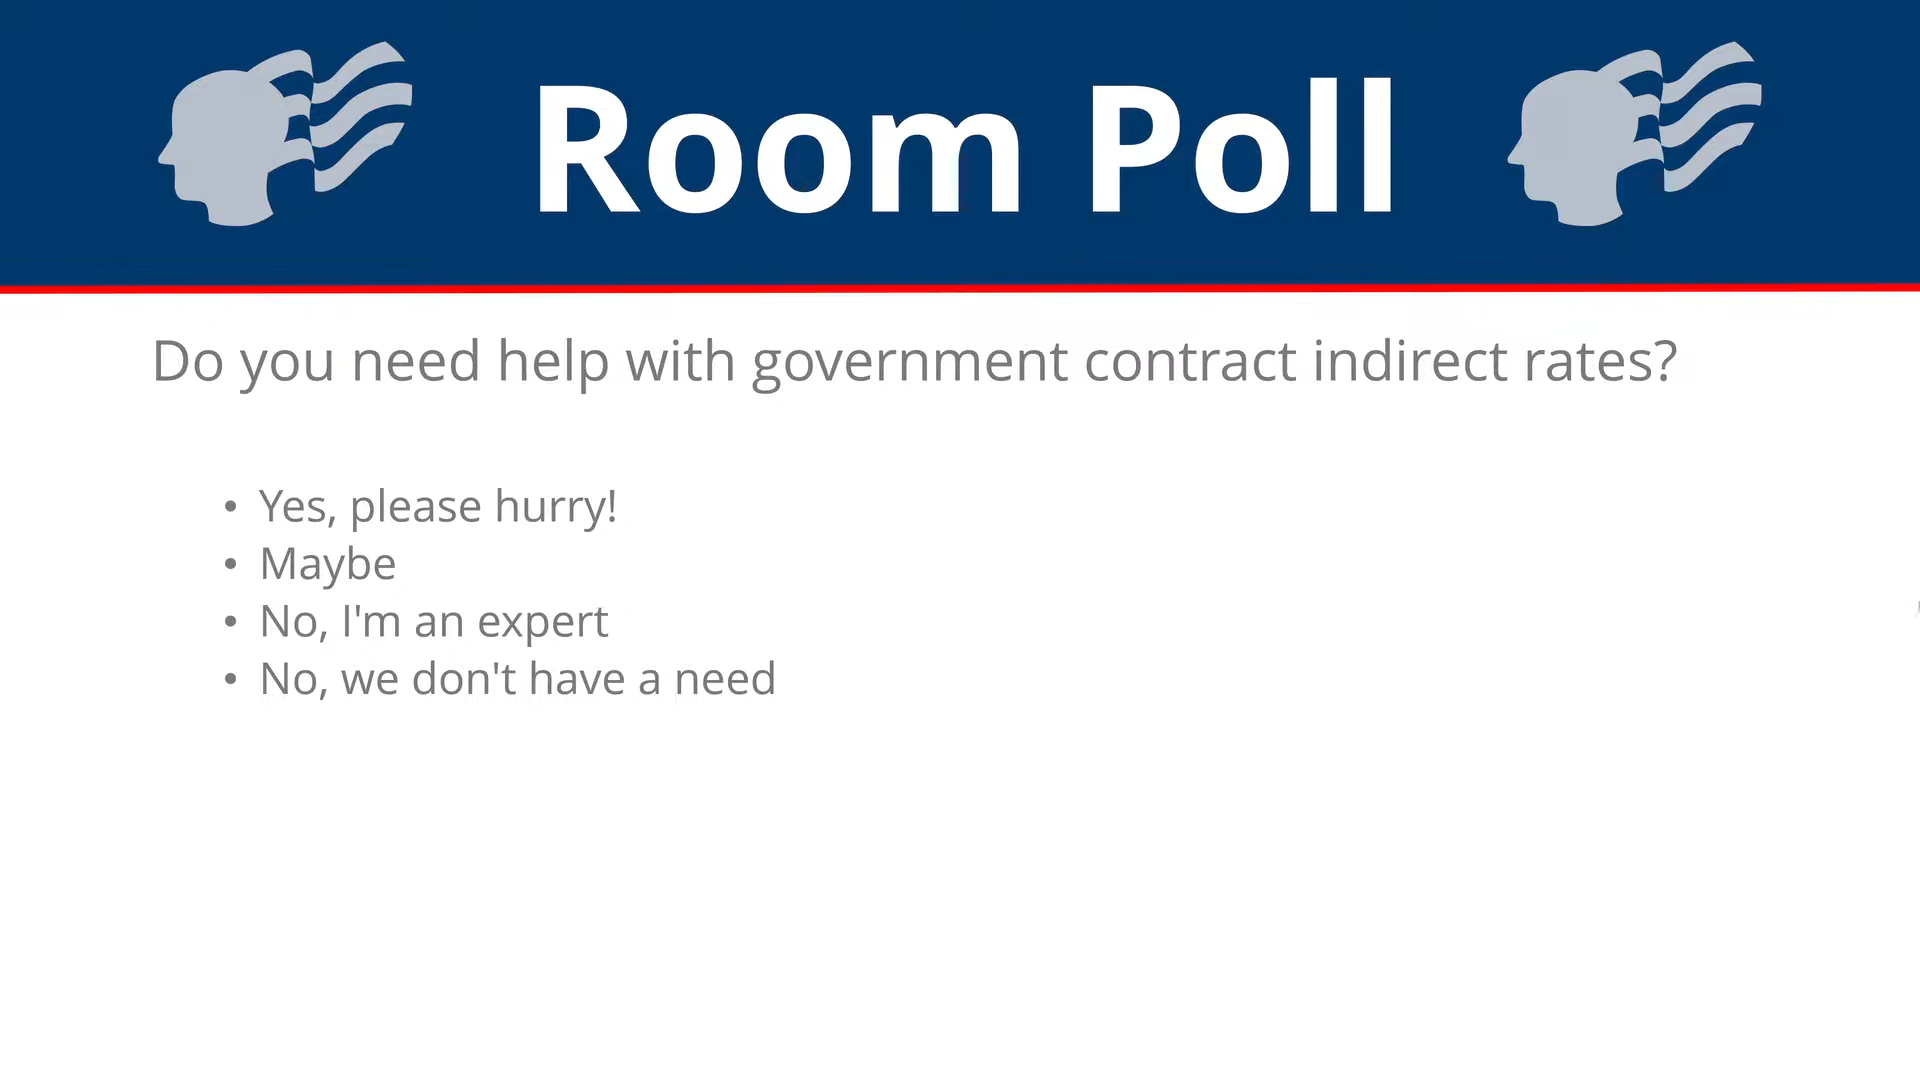 Room Poll
Do you need help with government contract indirect rates?
• Yes, please hurry!
• Maybe
• No, I'm an expert
• No, we don't have a need